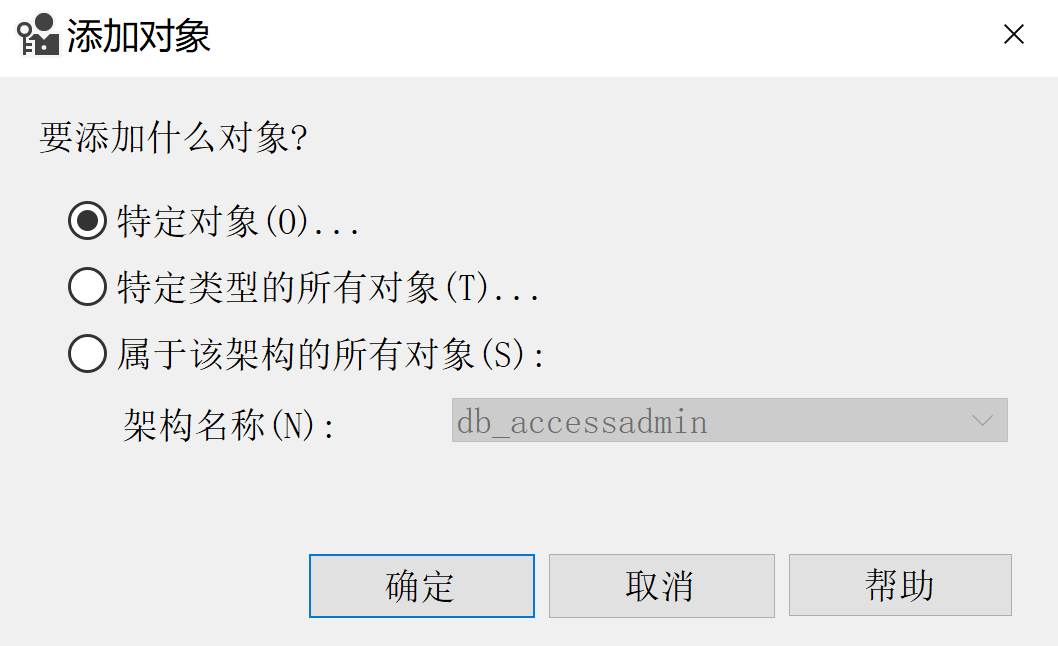 添加对象
要添加什么对象?
特定对象(O)...
特定类型的所有对象(T)...
属于该架构的所有对象(S):
架构名称(N): db_accessadmin
确定 取消 帮助